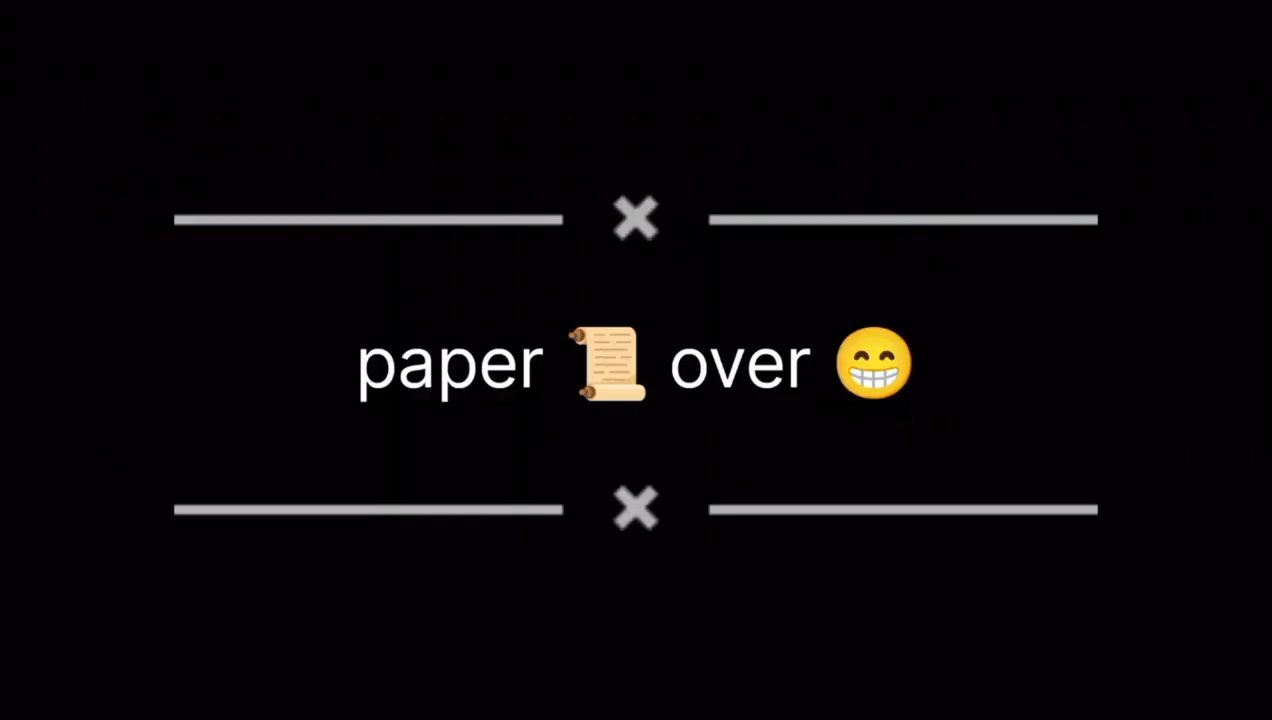 paper 📜 over 😁